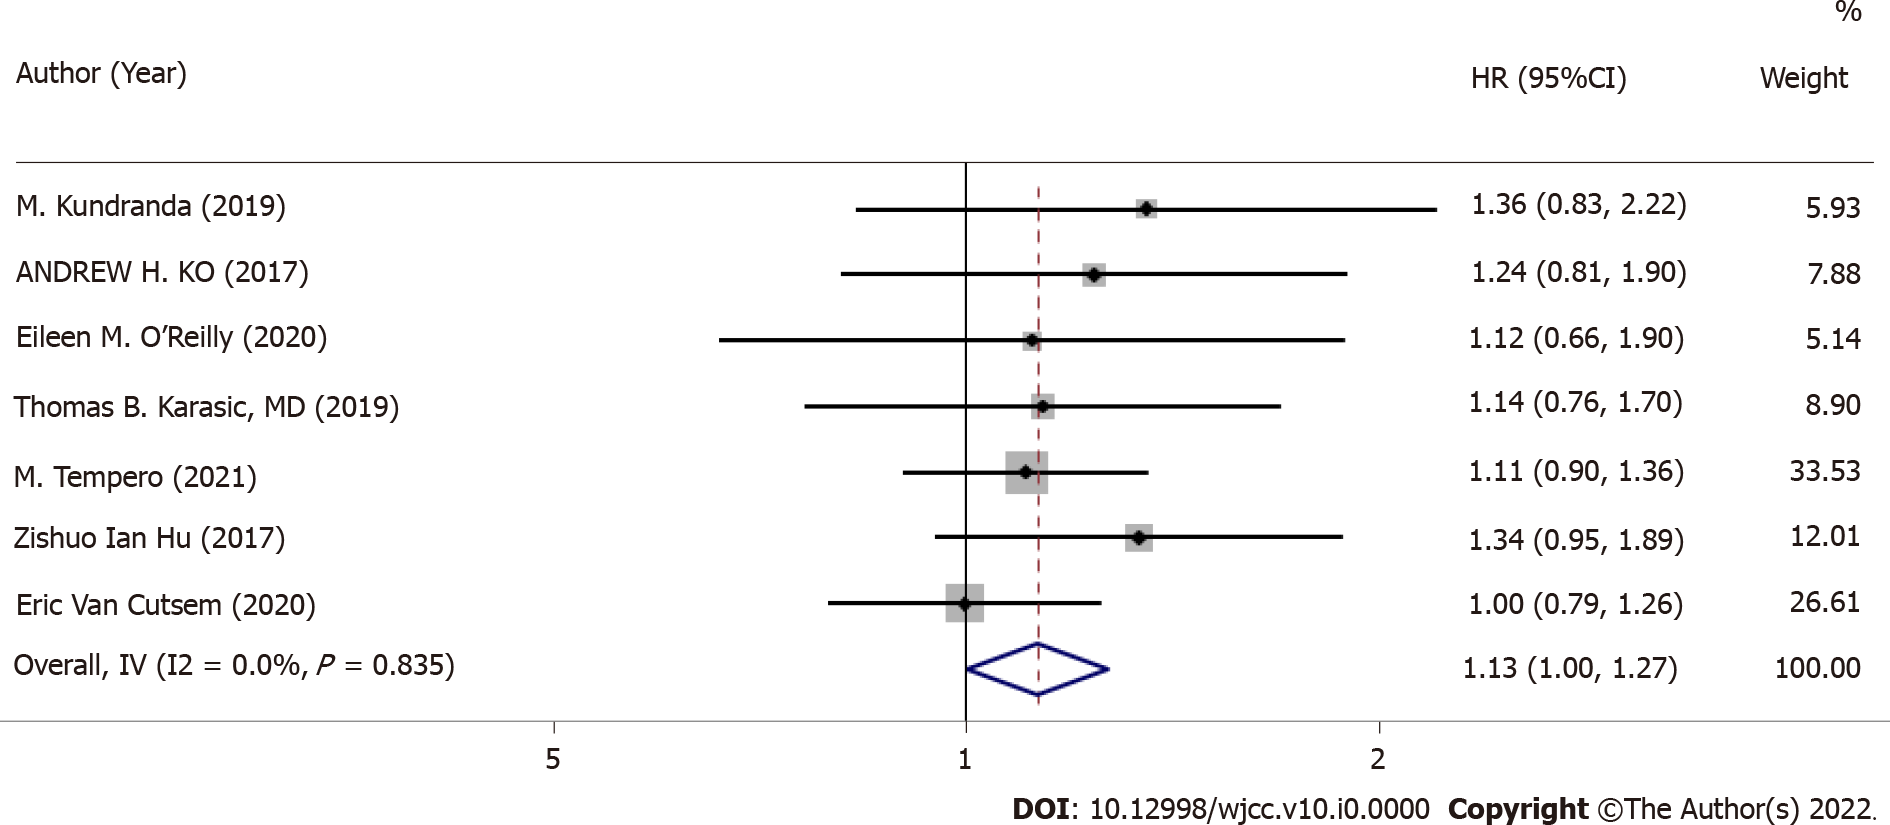 %
Author (Year) HR (95%CI) Weight
M. Kundranda (2019) 1.36 (0.83, 2.22) 5.93
ANDREW H. KO (2017) 1.24 (0.81, 1.90) 7.88
Eileen M. O’Reilly (2020) 1.12 (0.66, 1.90) 5.14
Thomas B. Karasic, MD (2019) 1.14 (0.76, 1.70) 8.90
M. Tempero (2021) 1.11 (0.90, 1.36) 33.53
Zishuo Ian Hu (2017) 1.34 (0.95, 1.89) 12.01
Eric Van Cutsem (2020) 1.00 (0.79, 1.26) 26.61
Overall, IV (I2 = 0.0%, P = 0.835) 1.13 (1.00, 1.27) 100.00
5 1 2
DOI: 10.12998/wjcc.v10.i0.0000 Copyright ©The Author(s) 2022.